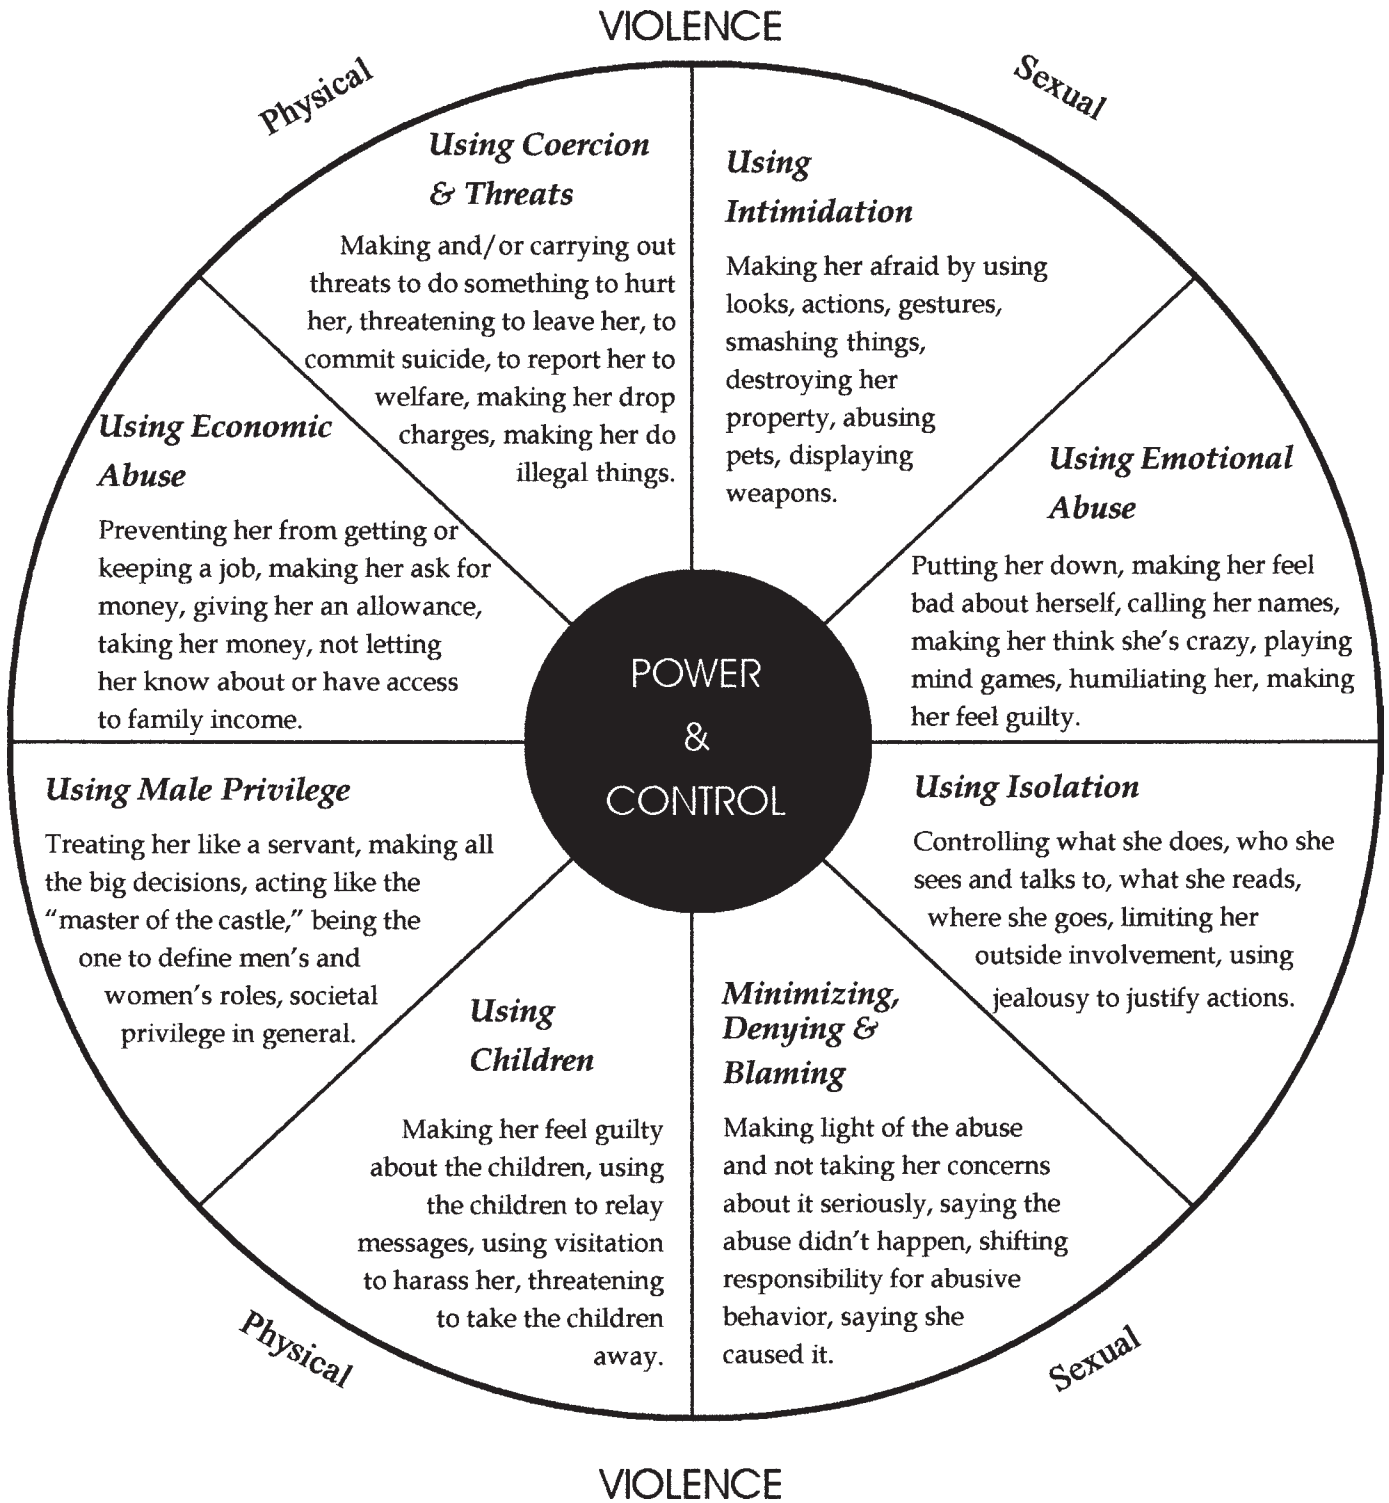 VIOLENCE
Physical
Sexual
Using Coercion
& Threats
Making and/or carrying out
threats to do something to hurt
her, threatening to leave her, to
commit suicide, to report her to
welfare, making her drop
charges, making her do
illegal things.
Using
Intimidation
Making her afraid by using
looks, actions, gestures,
smashing things,
destroying her
property, abusing
pets, displaying
weapons.
Using Economic
Abuse
Preventing her from getting or
keeping a job, making her ask for
money, giving her an allowance,
taking her money, not letting
her know about or have access
to family income.
Using Emotional
Abuse
Putting her down, making her feel
bad about herself, calling her names,
making her think she's crazy, playing
mind games, humiliating her, making
her feel guilty.
POWER
&
CONTROL
Using Male Privilege
Treating her like a servant, making all
the big decisions, acting like the
“master of the castle,” being the
one to define men's and
women's roles, societal
privilege in general.
Using Isolation
Controlling what she does, who she
sees and talks to, what she reads,
where she goes, limiting her
outside involvement, using
jealousy to justify actions.
Using
Children
Making her feel guilty
about the children, using
the children to relay
messages, using visitation
to harass her, threatening
to take the children
away.
Minimizing,
Denying &
Blaming
Making light of the abuse
and not taking her concerns
about it seriously, saying the
abuse didn't happen, shifting
responsibility for abusive
behavior, saying she
caused it.
Physical
Sexual
VIOLENCE